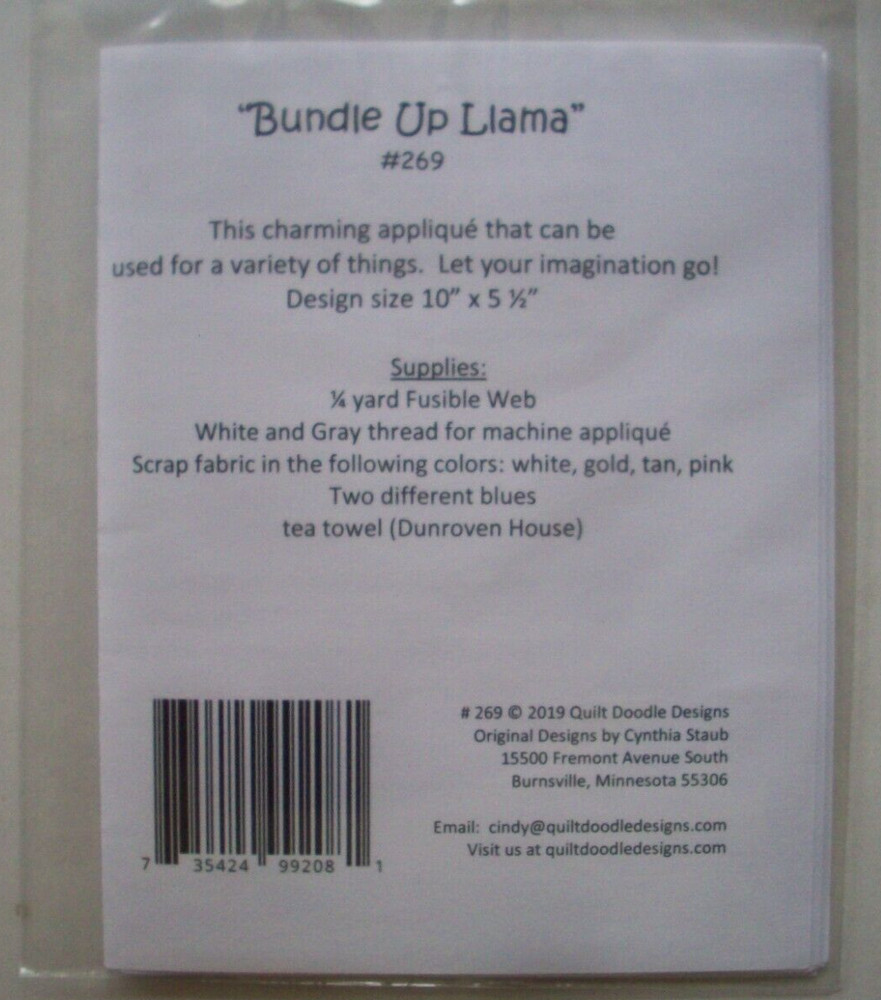 “Bundle Up Llama”
#269
This charming appliqué that can be
used for a variety of things.  Let your imagination go!
Design size 10” x 5 ½”
Supplies:
¼ yard Fusible Web
White and Gray thread for machine appliqué
Scrap fabric in the following colors: white, gold, tan, pink
Two different blues
tea towel (Dunroven House)
# 269 © 2019 Quilt Doodle Designs
Original Designs by Cynthia Staub
15500 Fremont Avenue South
Burnsville, Minnesota 55306
Email:  cindy@quiltdoodledesigns.com
Visit us at quiltdoodledesigns.com
7 35424 99208 1